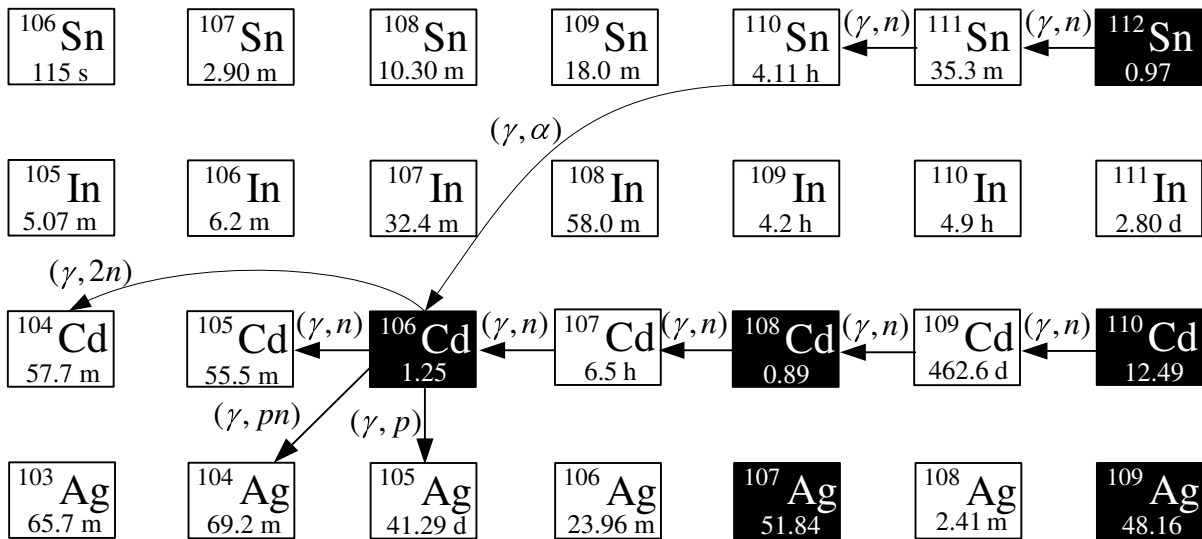 106Sn 107Sn 108Sn 109Sn 110Sn (γ,n) 111Sn (γ,n) 112Sn
115 s 2.90 m 10.30 m 18.0 m 4.11 h 35.3 m 0.97
(γ,α)
105In 106In 107In 108In 109In 110In 111In
5.07 m 6.2 m 32.4 m 58.0 m 4.2 h 4.9 h 2.80 d
(γ,2n)
104Cd 105Cd (γ,n) 106Cd (γ,n) 107Cd (γ,n) 108Cd (γ,n) 109Cd (γ,n) 110Cd
57.7 m 55.5 m 1.25 6.5 h 0.89 462.6 d 12.49
(γ,pn) (γ,p)
103Ag 104Ag 105Ag 106Ag 107Ag 108Ag 109Ag
65.7 m 69.2 m 41.29 d 23.96 m 51.84 2.41 m 48.16